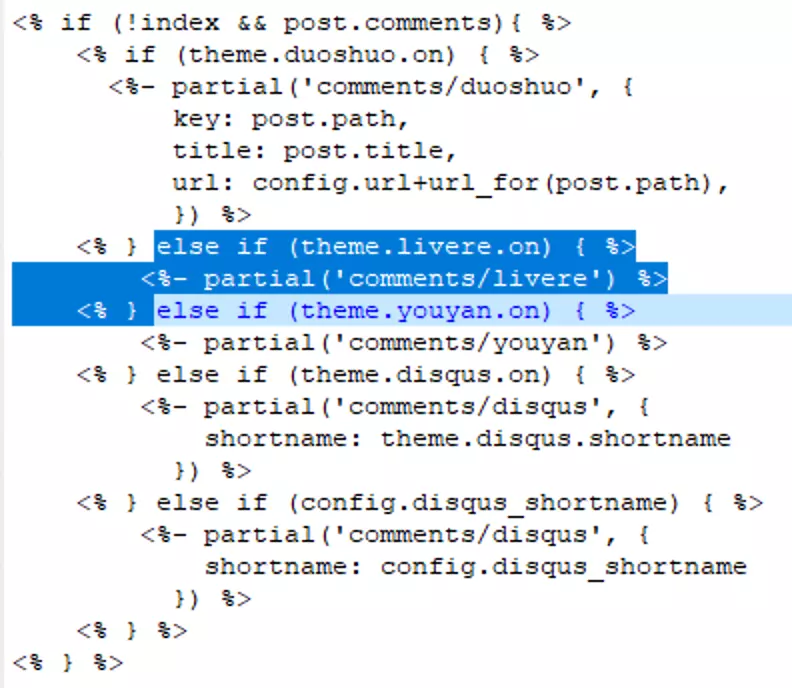 <% if (!index && post.comments){ %>
    <% if (theme.duoshuo.on) { %>
      <%- partial('comments/duoshuo', {
          key: post.path,
          title: post.title,
          url: config.url+url_for(post.path),
          }) %>
    <% } else if (theme.livere.on) { %>
        <%- partial('comments/livere') %>
    <% } else if (theme.youyan.on) { %>
        <%- partial('comments/youyan') %>
    <% } else if (theme.disqus.on) { %>
        <%- partial('comments/disqus', {
            shortname: theme.disqus.shortname
          }) %>
    <% } else if (config.disqus_shortname) { %>
        <%- partial('comments/disqus', {
            shortname: config.disqus_shortname
          }) %>
    <% } %>
<% } %>